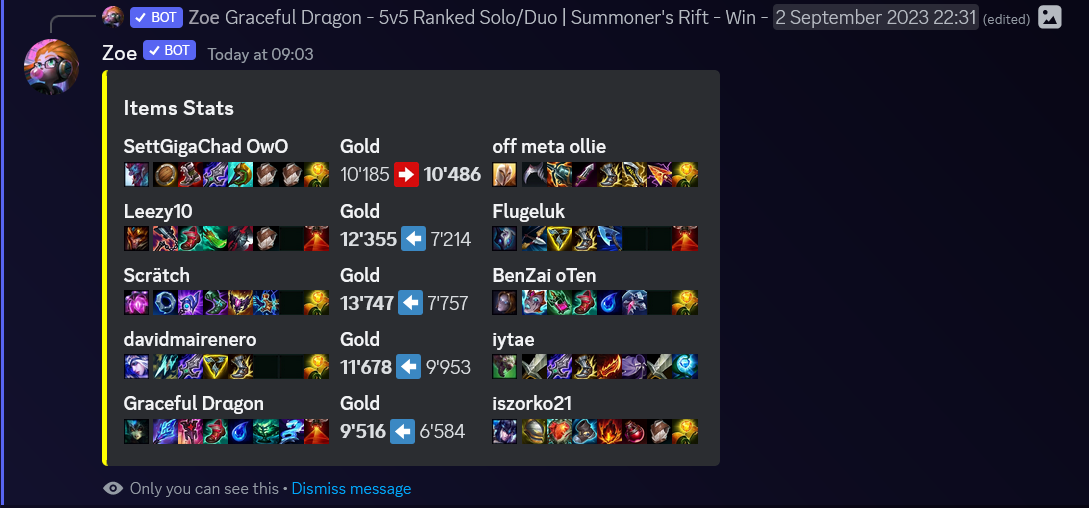 BOT Zoe Graceful Dragon - 5v5 Ranked Solo/Duo | Summoner's Rift - Win - 2 September 2023 22:31 (edited)
Zoe BOT Today at 09:03
Items Stats
SettGigaChad OwO Gold off meta ollie
10'185 10'486
Leezy10 Gold Flugeluk
12'355 7'214
Scrätch Gold BenZai oTen
13'747 7'757
davidmairenero Gold iytae
11'678 9'953
Graceful Dragon Gold iszorko21
9'516 6'584
Only you can see this • Dismiss message